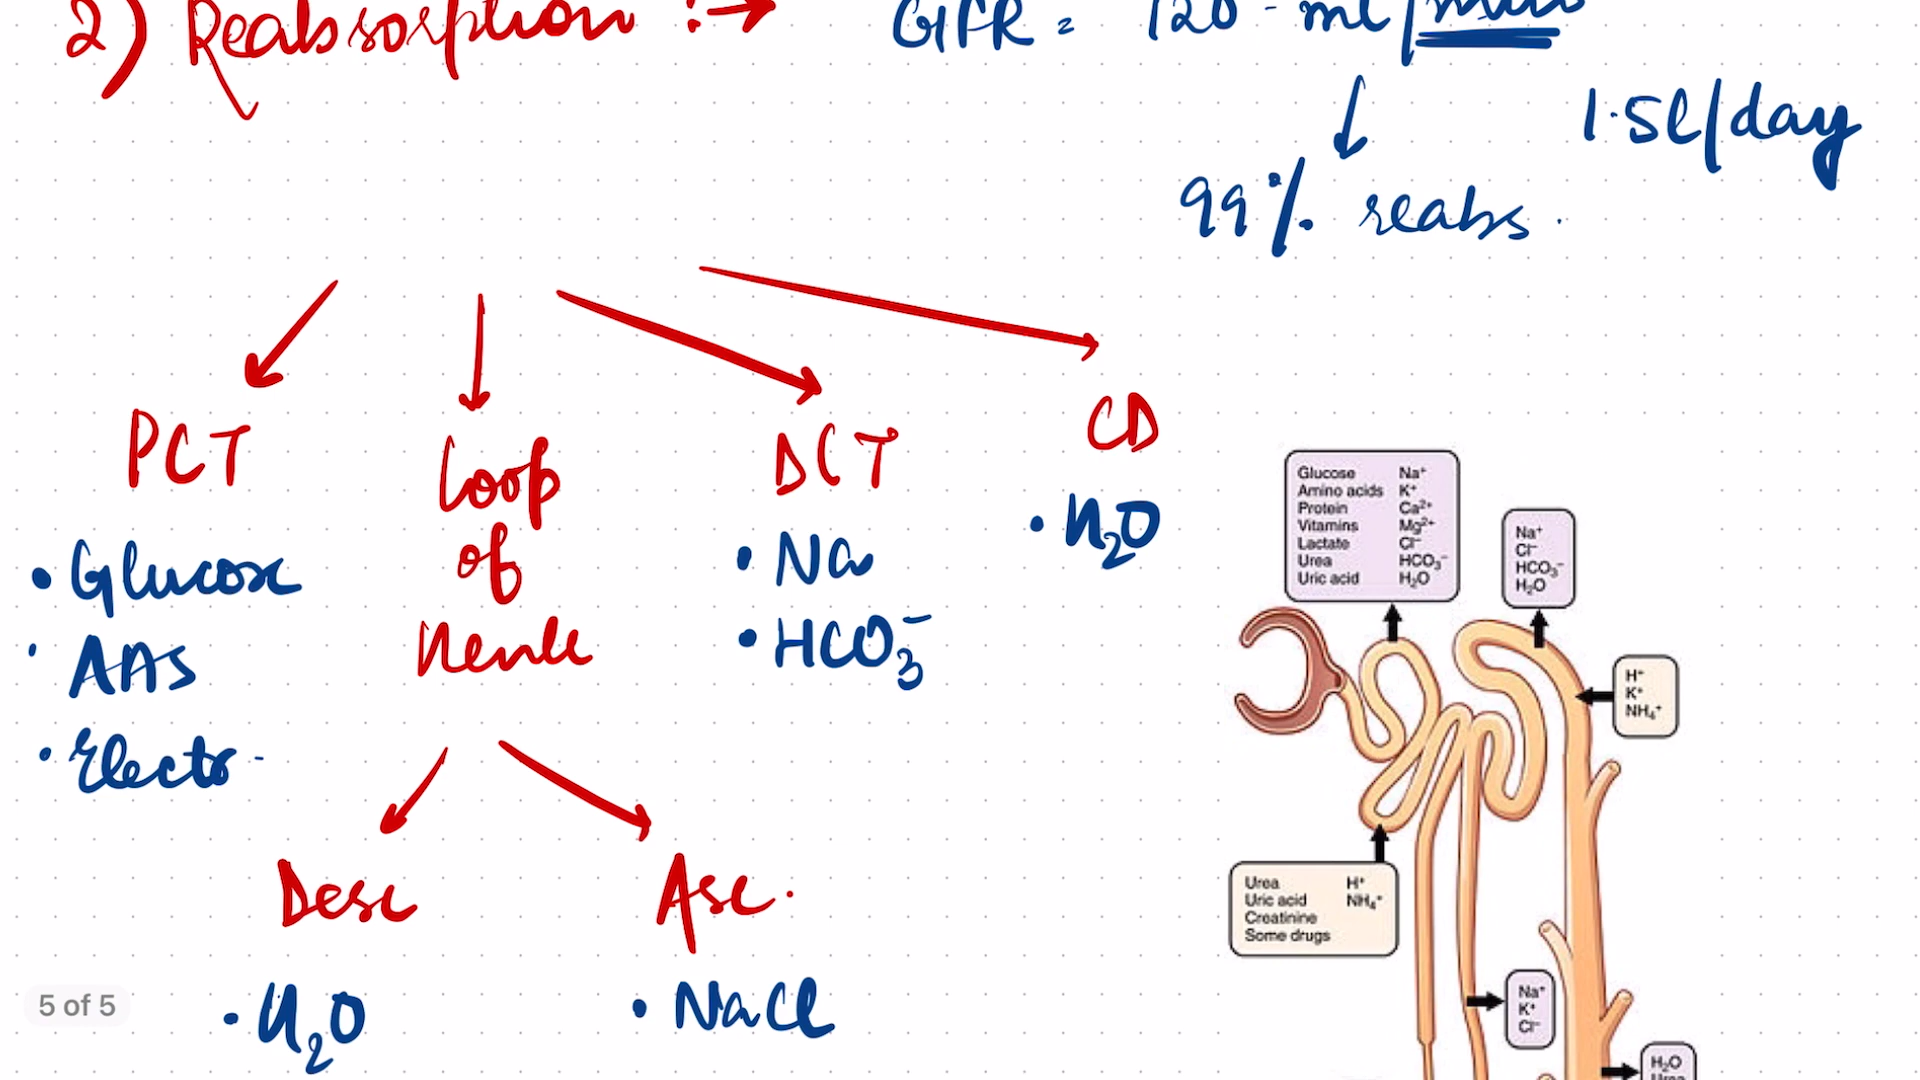 2) Reabsorption :→ GFR = 120 ml/min
1.5l/day
99% reabs.
PCT
Loop
of
Henle
DCT
CD
• Glucose
• AAs
• Electr.
• Na
• HCO3⁻
• H2O
Desc
• H2O
Asc.
• NaCl
Glucose Na⁺
Amino acids K⁺
Protein Ca²⁺
Vitamins Mg²⁺
Lactate Cl⁻
Urea HCO₃⁻
Uric acid H₂O
Na⁺
Cl⁻
HCO₃⁻
H₂O
H⁺
K⁺
NH₄⁺
Urea H⁺
Uric acid NH₄⁺
Creatinine
Some drugs
Na⁺
K⁺
Cl⁻
H₂O
Urea
5 of 5